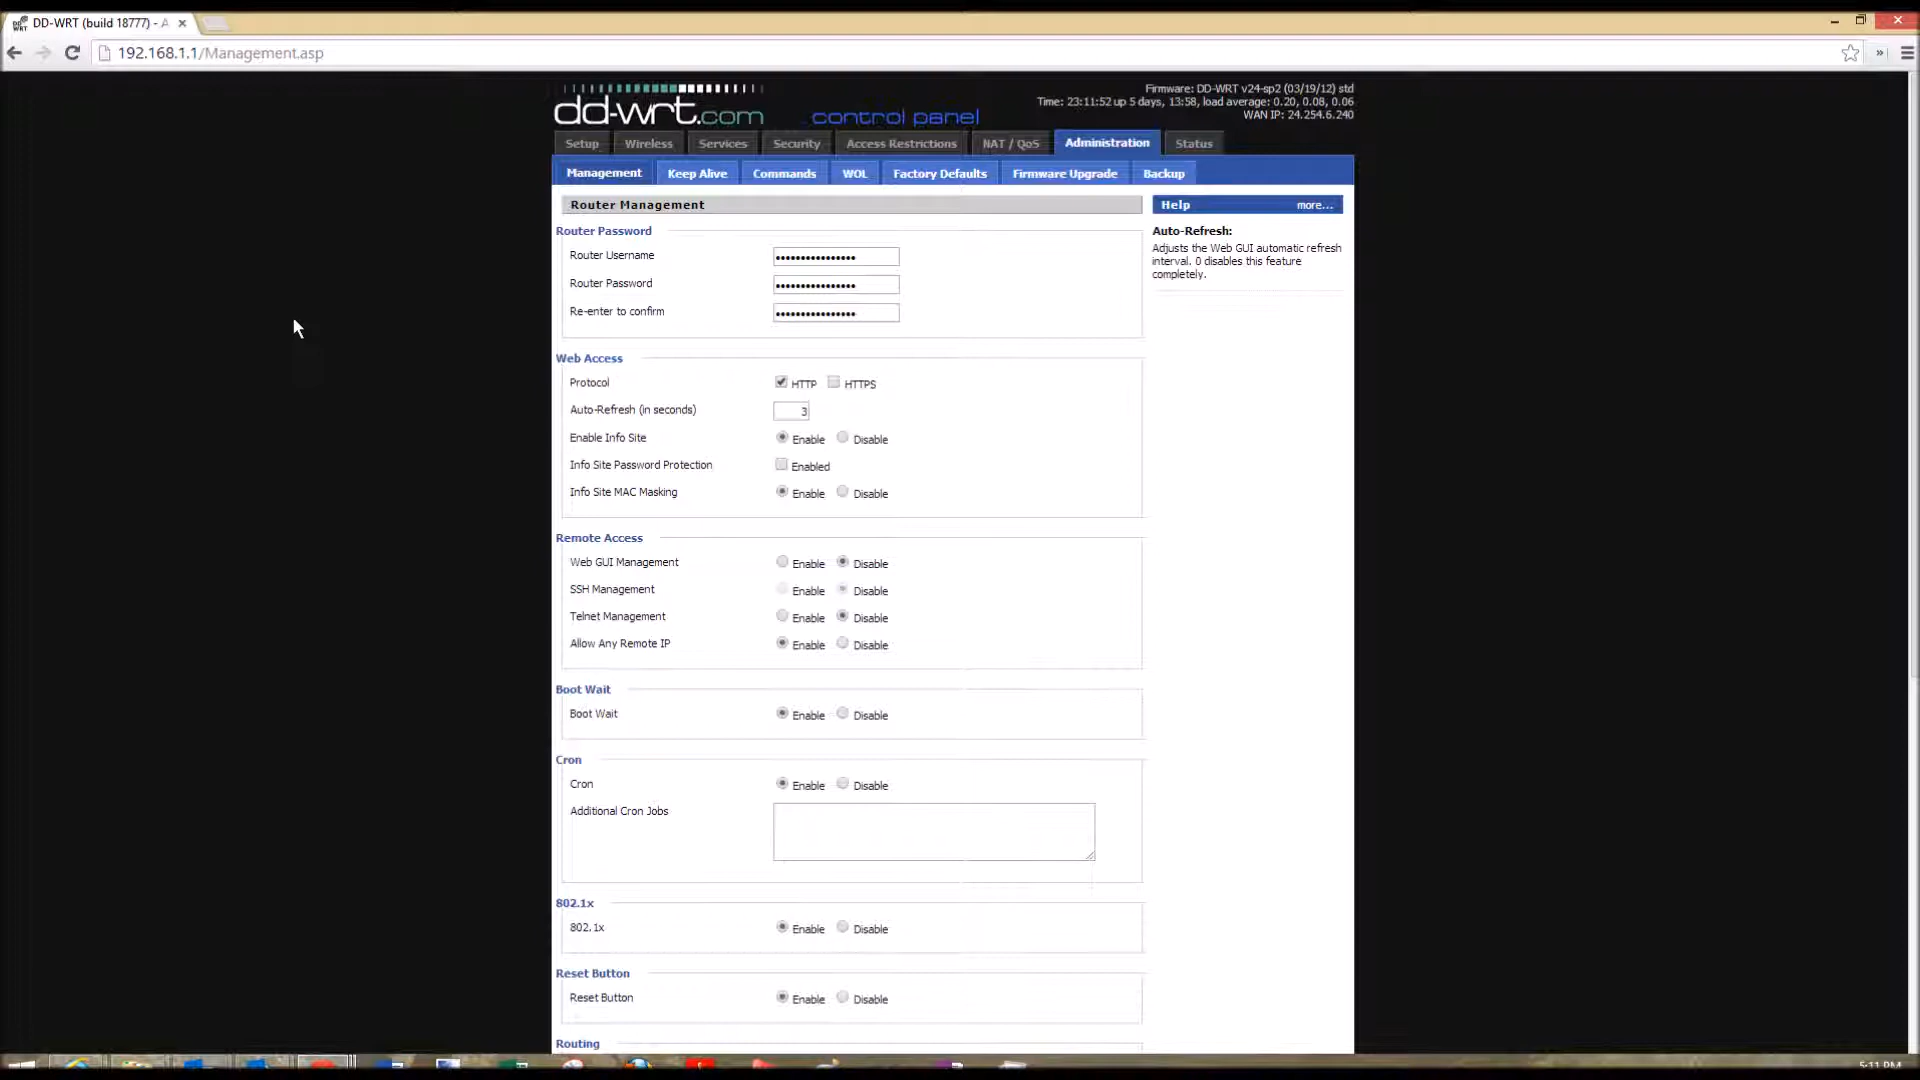 DD-WRT (build 18777) - A
192.168.1.1/Management.asp
dd-wrt.com ...control panel
Firmware: DD-WRT v24-sp2 (03/19/12) std
Time: 23:11:52 up 5 days, 13:58, load average: 0.20, 0.08, 0.06
WAN IP: 24.254.6.240
Setup Wireless Services Security Access Restrictions NAT / QoS Administration Status
Management Keep Alive Commands WOL Factory Defaults Firmware Upgrade Backup
Router Management
Router Password
Router Username ••••••••••••••••
Router Password ••••••••••••••••
Re-enter to confirm ••••••••••••••••
Web Access
Protocol HTTP HTTPS
Auto-Refresh (in seconds) 3
Enable Info Site Enable Disable
Info Site Password Protection Enabled
Info Site MAC Masking Enable Disable
Remote Access
Web GUI Management Enable Disable
SSH Management Enable Disable
Telnet Management Enable Disable
Allow Any Remote IP Enable Disable
Boot Wait
Boot Wait Enable Disable
Cron
Cron Enable Disable
Additional Cron Jobs
802.1x
802.1x Enable Disable
Reset Button
Reset Button Enable Disable
Routing
Help more...
Auto-Refresh:
Adjusts the Web GUI automatic refresh
interval. 0 disables this feature
completely.
5:11 PM